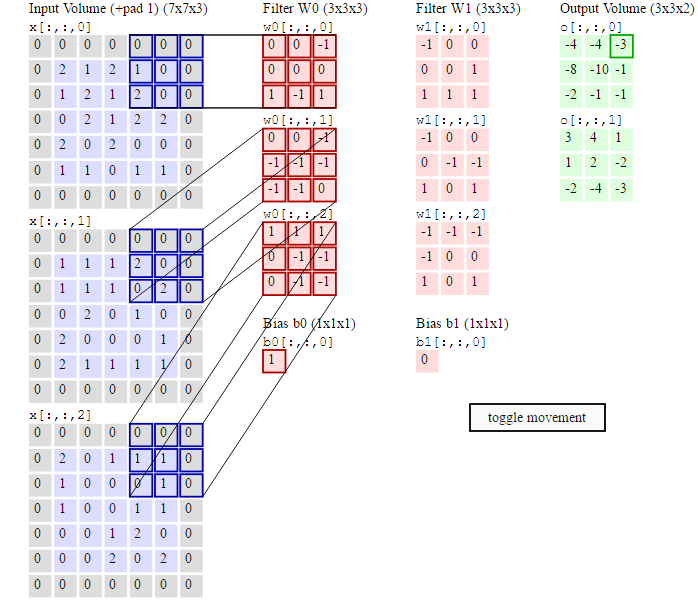 Input Volume (+pad 1) (7x7x3)
x[:,:,0]
0 0 0 0 0 0 0
0 2 1 2 1 0 0
0 1 2 1 2 0 0
0 0 2 1 2 2 0
0 2 0 2 0 0 0
0 1 1 0 1 1 0
0 0 0 0 0 0 0
x[:,:,1]
0 0 0 0 0 0 0
0 1 1 1 2 0 0
0 1 1 1 0 2 0
0 0 2 0 1 0 0
0 2 0 0 0 1 0
0 2 1 1 1 1 0
0 0 0 0 0 0 0
x[:,:,2]
0 0 0 0 0 0 0
0 2 0 1 1 1 0
0 1 0 0 0 1 0
0 1 0 0 1 1 0
0 0 0 1 2 0 0
0 0 0 2 0 2 0
0 0 0 0 0 0 0
Filter W0 (3x3x3)
w0[:,:,0]
0 0 -1
0 0 0
1 -1 1
w0[:,:,1]
0 0 -1
-1 -1 -1
-1 -1 0
w0[:,:,2]
1 1 1
0 -1 -1
0 -1 -1
Bias b0 (1x1x1)
b0[:,:,0]
1
Filter W1 (3x3x3)
w1[:,:,0]
-1 0 0
0 0 1
1 1 1
w1[:,:,1]
-1 0 0
0 -1 -1
1 0 1
w1[:,:,2]
-1 -1 -1
-1 0 0
1 0 1
Bias b1 (1x1x1)
b1[:,:,0]
0
Output Volume (3x3x2)
o[:,:,0]
-4 -4 -3
-8 -10 -1
-2 -1 -1
o[:,:,1]
3 4 1
1 2 -2
-2 -4 -3
toggle movement